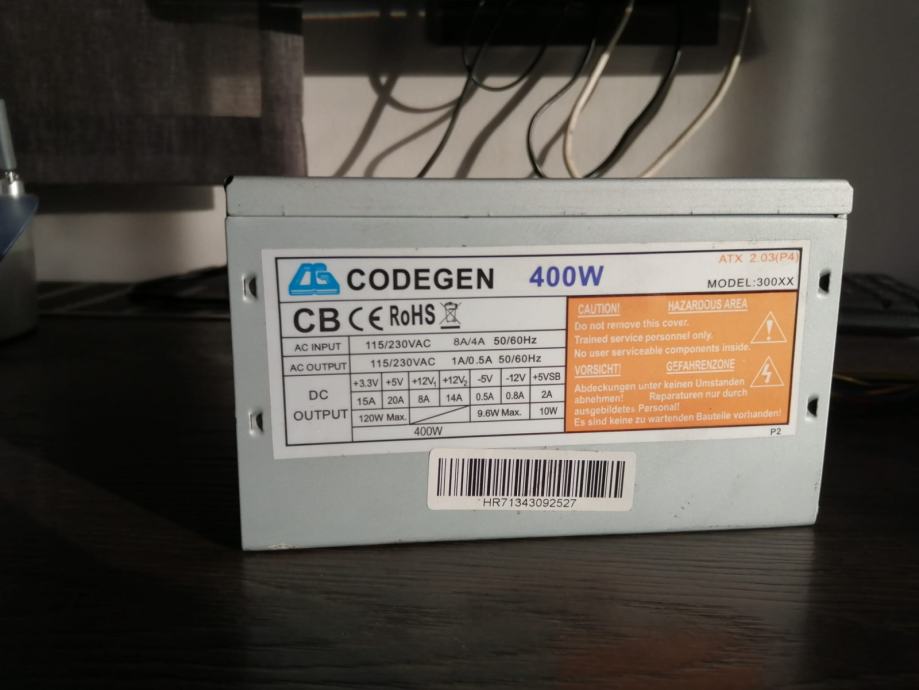 CODEGEN 400W
ATX 2.03(P4)
MODEL:300XX
CB CE RoHS
AC INPUT 115/230VAC 8A/4A 50/60Hz
AC OUTPUT 115/230VAC 1A/0.5A 50/60Hz
DC OUTPUT
+3.3V +5V +12V₁ +12V₂ -5V -12V +5VSB
15A 20A 8A 14A 0.5A 0.8A 2A
120W Max. 9.6W Max. 10W
400W
CAUTION! HAZARDOUS AREA
Do not remove this cover.
Trained service personnel only.
No user serviceable components inside.
VORSICHT! GEFAHRENZONE
Abdeckungen unter keinen Umständen
abnehmen! Reparaturen nur durch
ausgebildetes Personal!
Es sind keine zu wartenden Bauteile vorhanden!
P2
HR71343092527